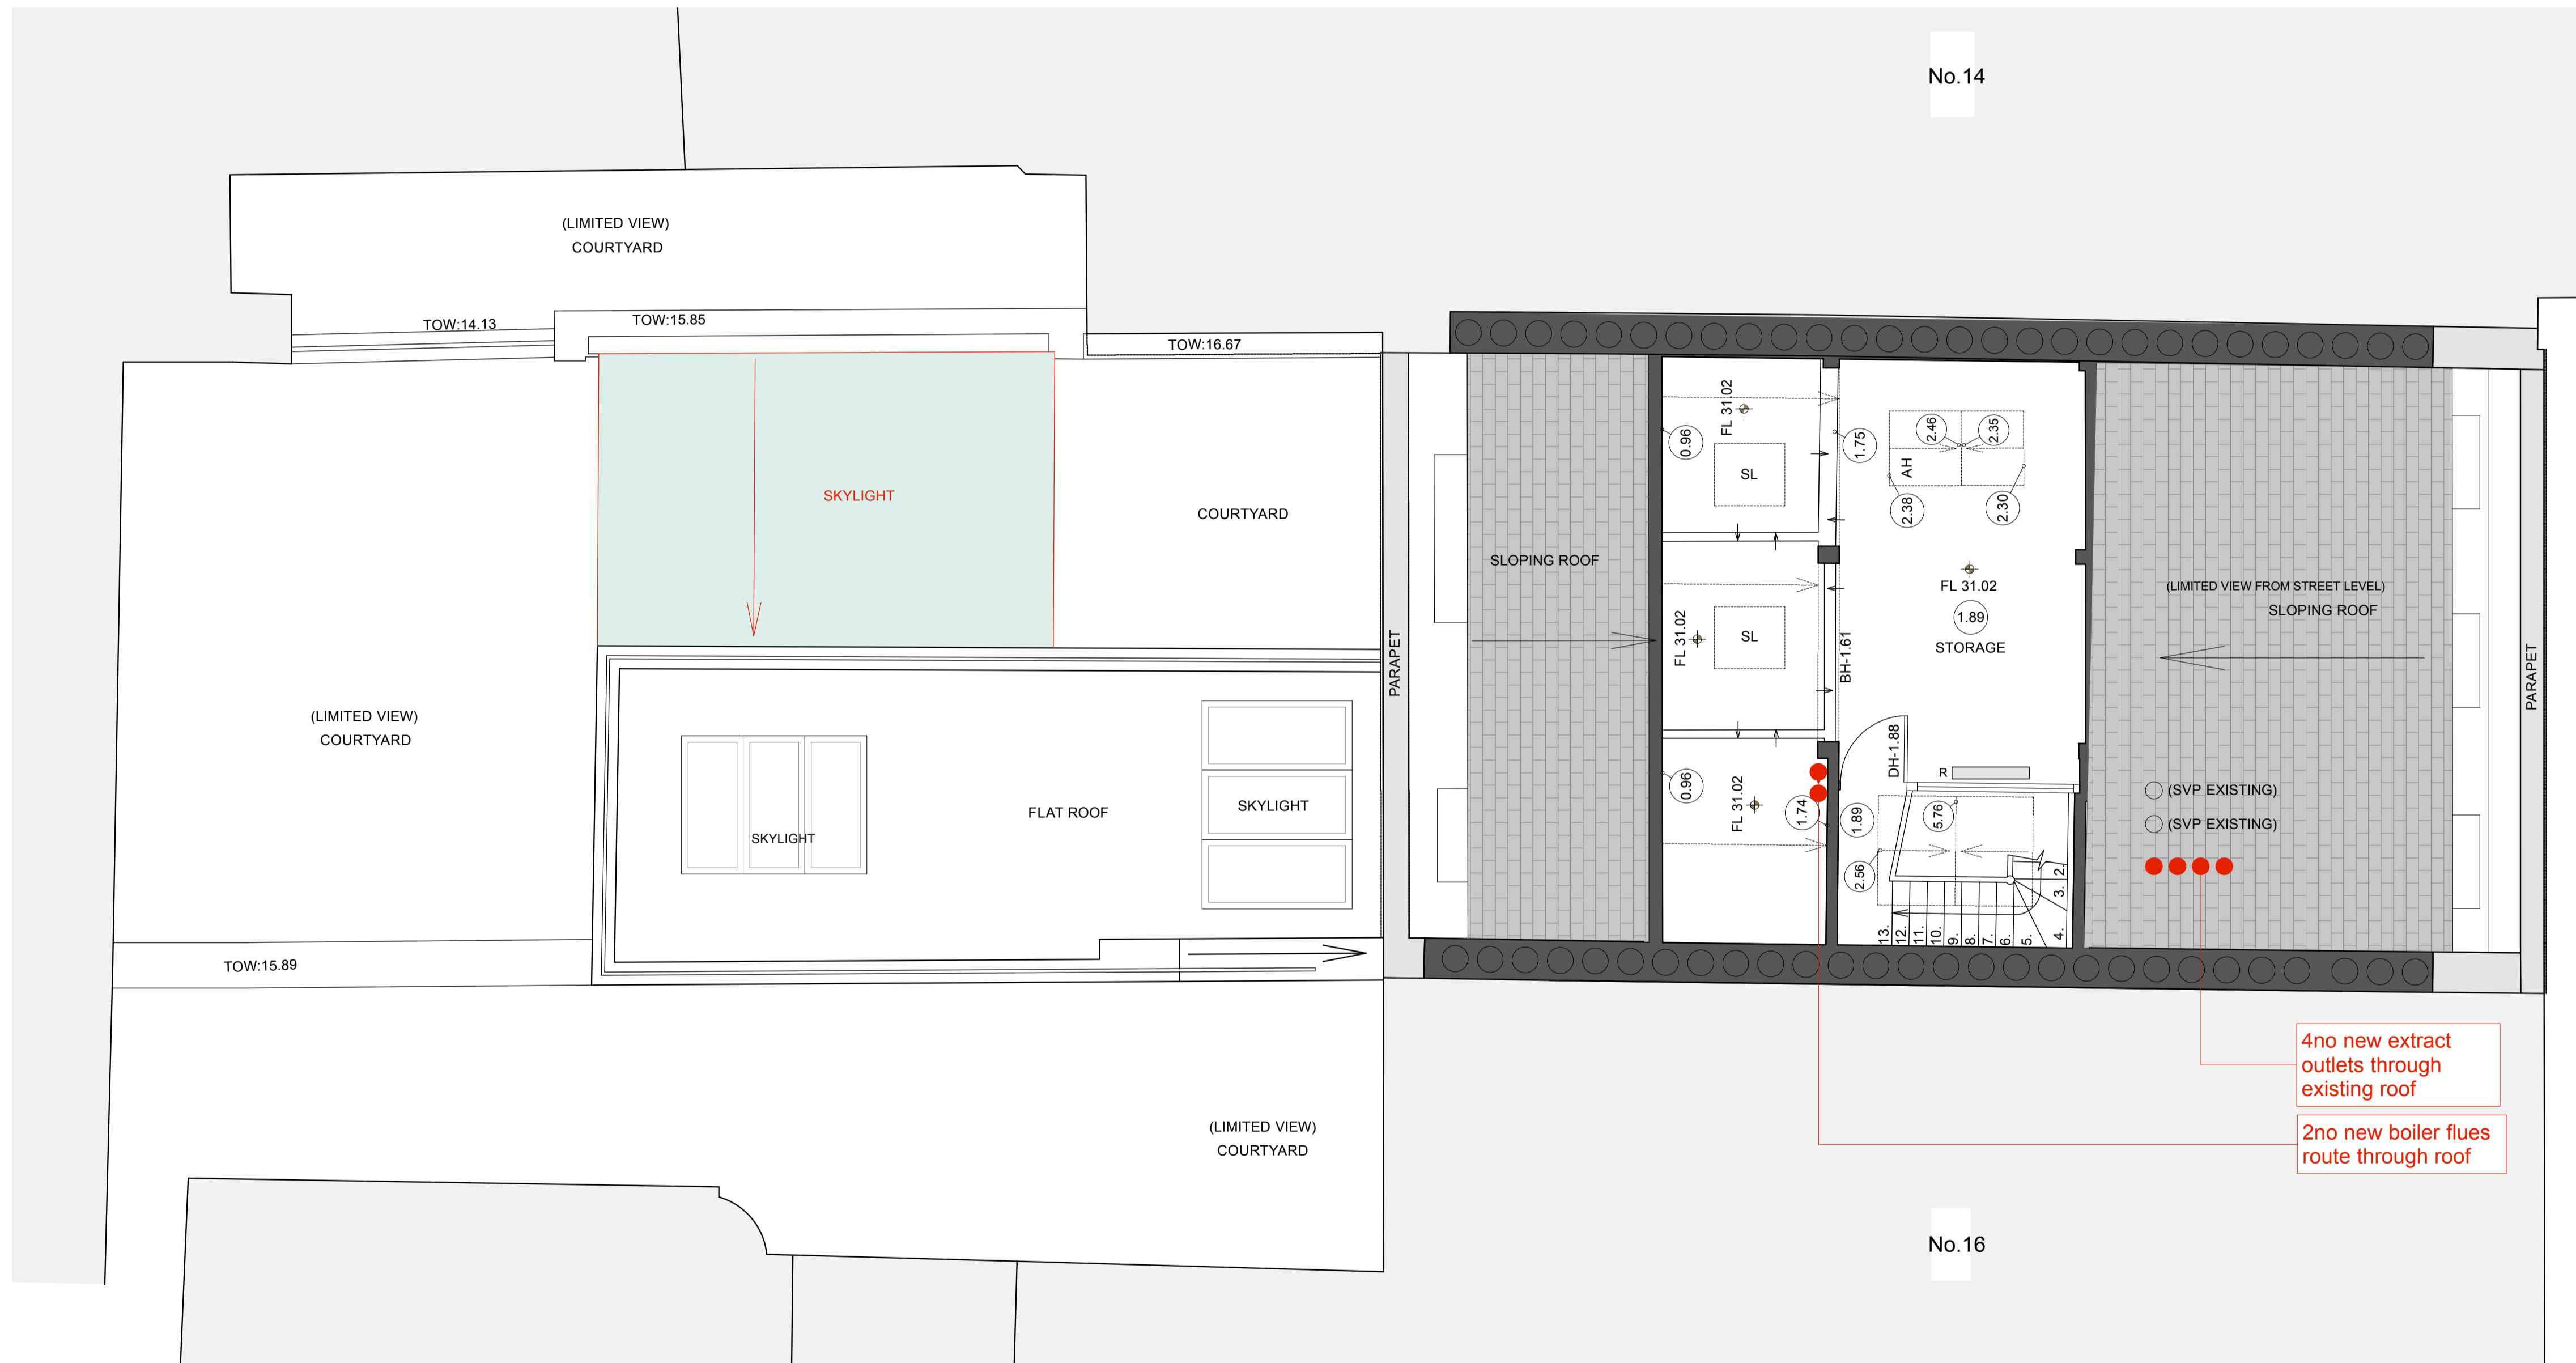 No.14
(LIMITED VIEW)
COURTYARD
TOW:14.13
TOW:15.85
TOW:16.67
SKYLIGHT
COURTYARD
(LIMITED VIEW)
COURTYARD
SKYLIGHT
FLAT ROOF
SKYLIGHT
TOW:15.89
(LIMITED VIEW)
COURTYARD
PARAPET
SLOPING ROOF
FL 31.02
0.96
SL
1.75
2.46
2.35
AH
2.38
2.30
FL 31.02
SL
BH-1.61
FL 31.02
1.89
STORAGE
0.96
FL 31.02
1.74
1.89
DH-1.88
R
5.76
2.56
13.
12.
11.
10.
9.
8.
7.
6.
5.
4.
3.
2.
(LIMITED VIEW FROM STREET LEVEL)
SLOPING ROOF
(SVP EXISTING)
(SVP EXISTING)
PARAPET
4no new extract
outlets through
existing roof
2no new boiler flues
route through roof
No.16